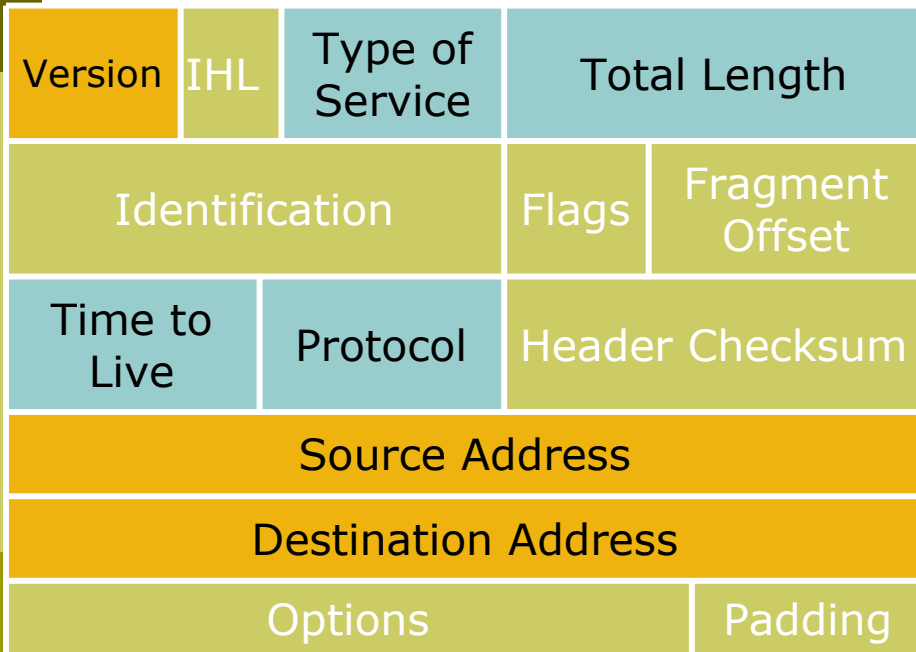 Version IHL Type of Service Total Length
Identification Flags Fragment Offset
Time to Live Protocol Header Checksum
Source Address
Destination Address
Options Padding